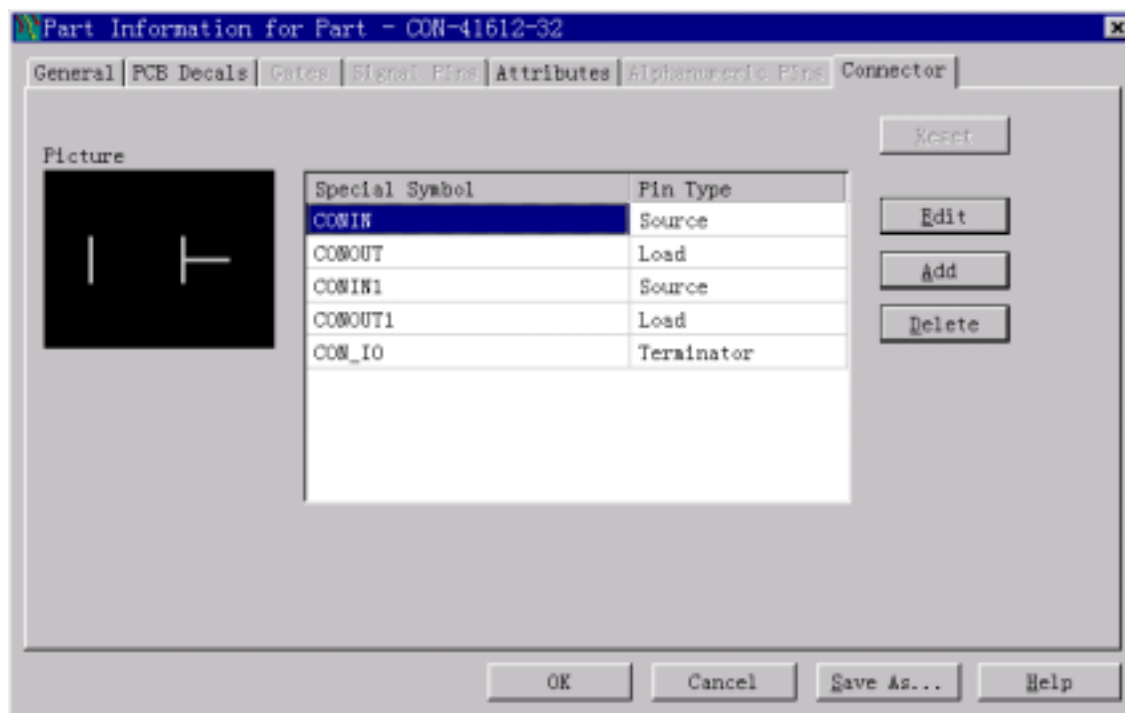 Part Information for Part - CON-41612-32
General PCB Decals Gates Signal Pins Attributes Alphanumeric Pins Connector
Reset
Picture
Special Symbol Pin Type
CONIN Source
Edit
CONOUT Load
Add
CONIN1 Source
CONOUT1 Load
Delete
CON_IO Terminator
OK Cancel Save As... Help